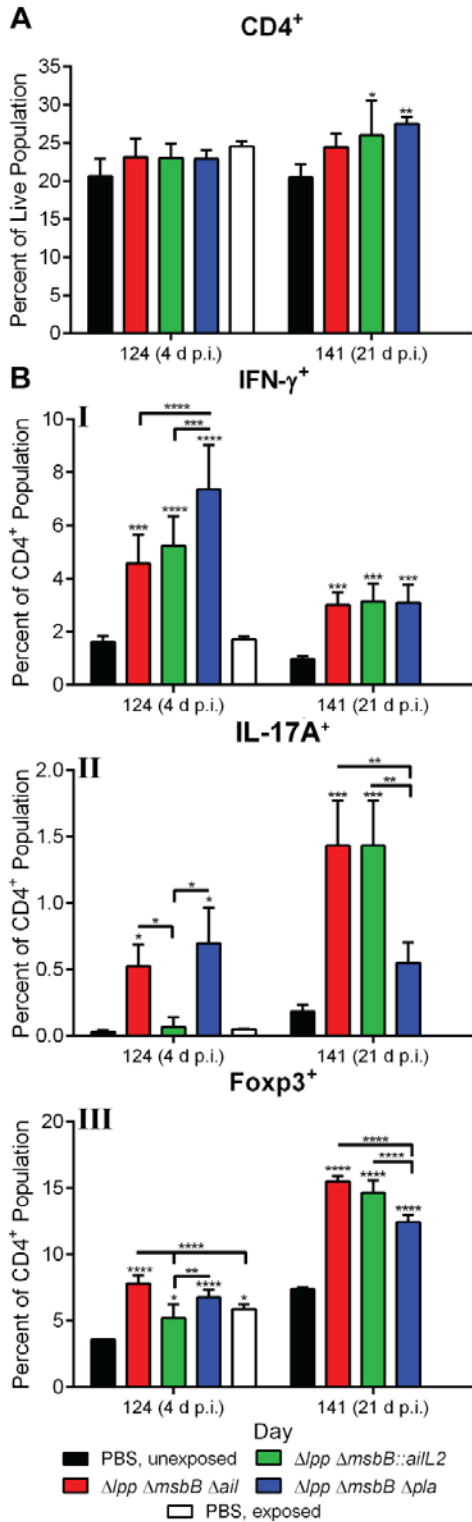 A
CD4⁺
Percent of Live Population
35
30
25
20
15
10
5
0
*
**
124 (4 d p.i.)
141 (21 d p.i.)
B
IFN-γ⁺
I
Percent of CD4⁺ Population
10
8
6
4
2
0
****
***
****
***
****
***
***
***
124 (4 d p.i.)
141 (21 d p.i.)
IL-17A⁺
II
Percent of CD4⁺ Population
2.0
1.5
1.0
0.5
0.0
**
***
***
**
*
*
*
*
124 (4 d p.i.)
141 (21 d p.i.)
Foxp3⁺
III
Percent of CD4⁺ Population
20
15
10
5
0
****
****
****
****
****
****
****
**
*
****
*
124 (4 d p.i.)
141 (21 d p.i.)
Day
PBS, unexposed
Δlpp ΔmsbB::ailL2
Δlpp ΔmsbB Δail
Δlpp ΔmsbB Δpla
PBS, exposed